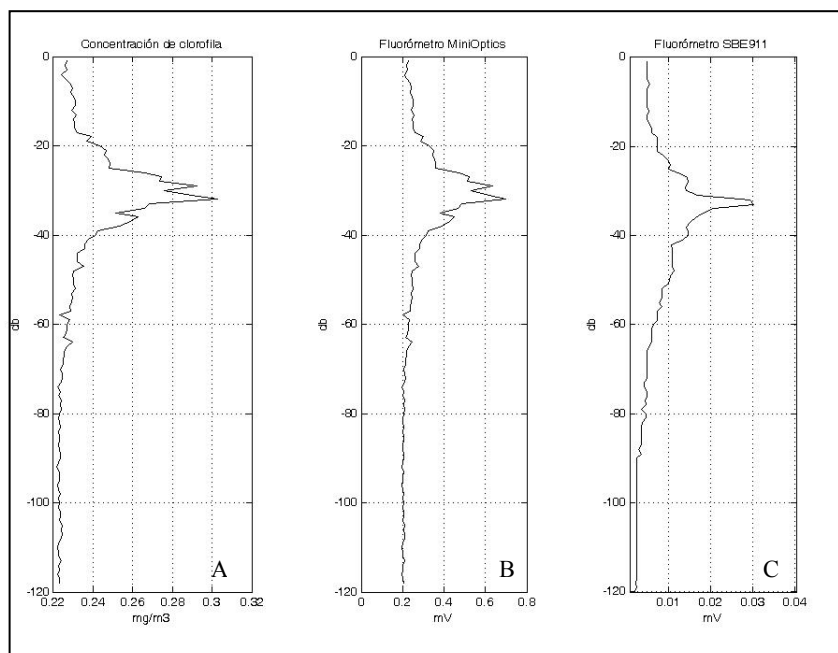 Concentración de clorofila
0
-20
-40
-60
-80
-100
-120
db
0.22 0.24 0.26 0.28 0.3 0.32
mg/m3
A
Fluorómetro MiniOptics
0
-20
-40
-60
-80
-100
-120
db
0 0.2 0.4 0.6 0.8
mV
B
Fluorómetro SBE911
0
-20
-40
-60
-80
-100
-120
db
0.01 0.02 0.03 0.04
mV
C